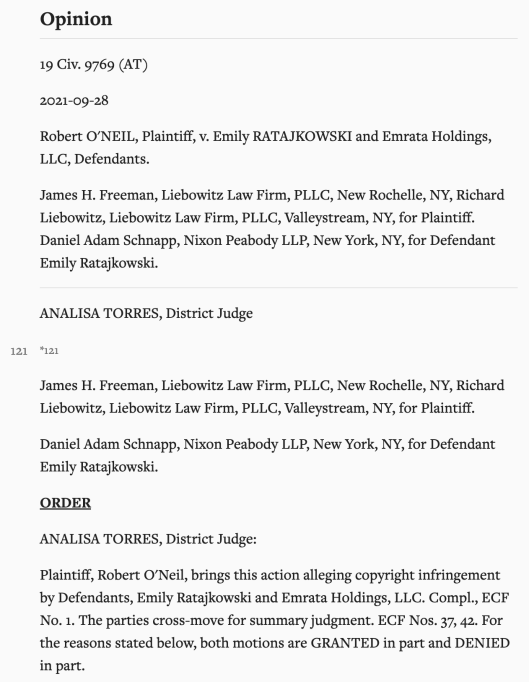 Opinion
19 Civ. 9769 (AT)
2021-09-28
Robert O'NEIL, Plaintiff, v. Emily RATAJKOWSKI and Emrata Holdings,
LLC, Defendants.
James H. Freeman, Liebowitz Law Firm, PLLC, New Rochelle, NY, Richard
Liebowitz, Liebowitz Law Firm, PLLC, Valleystream, NY, for Plaintiff.
Daniel Adam Schnapp, Nixon Peabody LLP, New York, NY, for Defendant
Emily Ratajkowski.
ANALISA TORRES, District Judge
121 *121
James H. Freeman, Liebowitz Law Firm, PLLC, New Rochelle, NY, Richard
Liebowitz, Liebowitz Law Firm, PLLC, Valleystream, NY, for Plaintiff.
Daniel Adam Schnapp, Nixon Peabody LLP, New York, NY, for Defendant
Emily Ratajkowski.
ORDER
ANALISA TORRES, District Judge:
Plaintiff, Robert O'Neil, brings this action alleging copyright infringement
by Defendants, Emily Ratajkowski and Emrata Holdings, LLC. Compl., ECF
No. 1. The parties cross-move for summary judgment. ECF Nos. 37, 42. For
the reasons stated below, both motions are GRANTED in part and DENIED
in part.